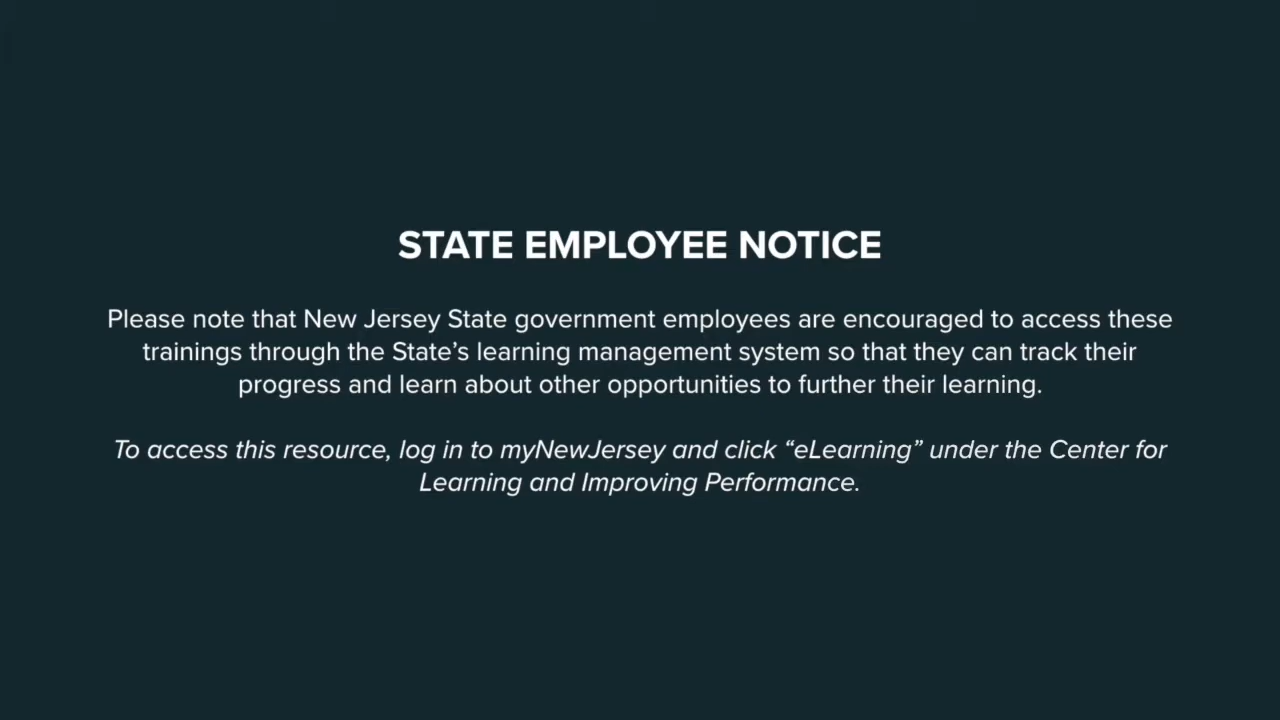 STATE EMPLOYEE NOTICE
Please note that New Jersey State government employees are encouraged to access these
trainings through the State’s learning management system so that they can track their
progress and learn about other opportunities to further their learning.
To access this resource, log in to myNewJersey and click “eLearning” under the Center for
Learning and Improving Performance.